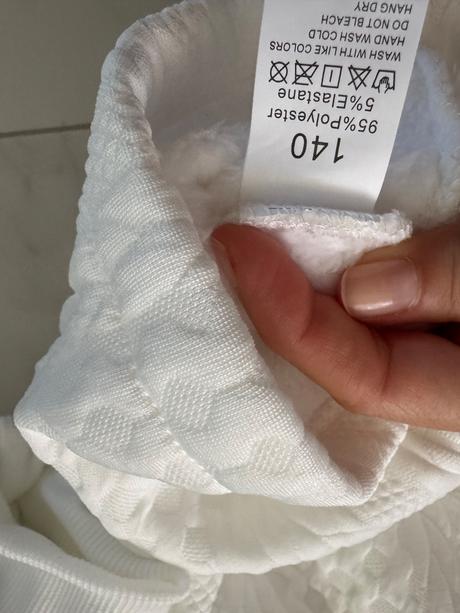 140
95%Polyester
5%Elastane
WASH WITH LIKE COLORS
HAND WASH COLD
DO NOT BLEACH
HANG DRY